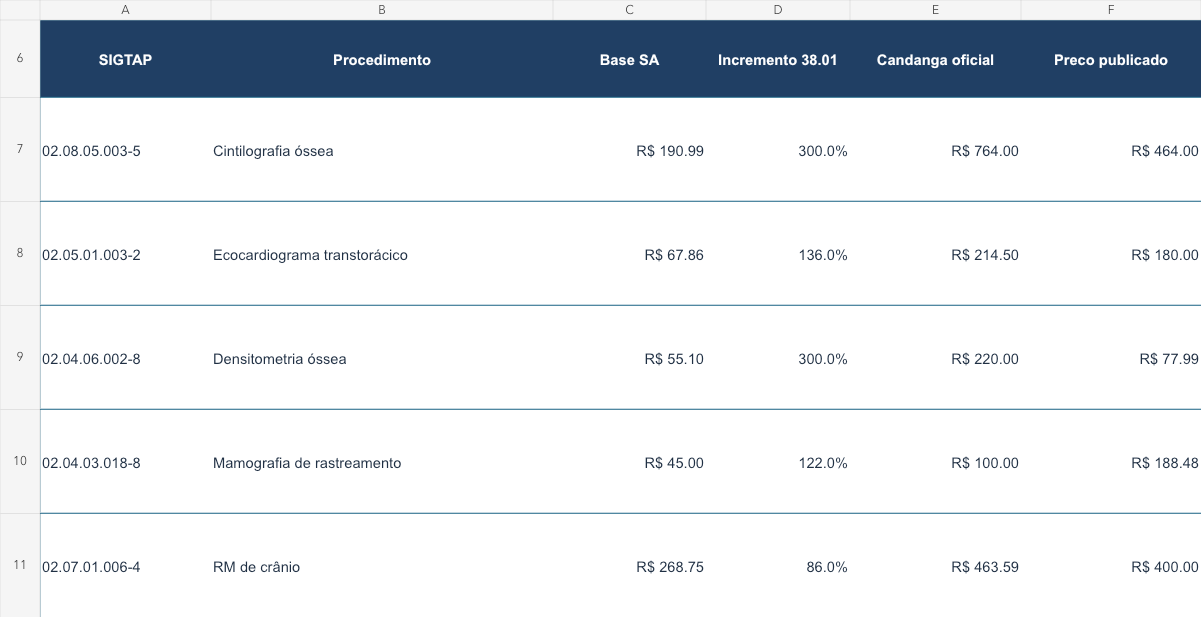 A B C D E F
6 SIGTAP Procedimento Base SA Incremento 38.01 Candanga oficial Preco publicado
7 02.08.05.003-5 Cintilografia óssea R$ 190.99 300.0% R$ 764.00 R$ 464.00
8 02.05.01.003-2 Ecocardiograma transtorácico R$ 67.86 136.0% R$ 214.50 R$ 180.00
9 02.04.06.002-8 Densitometria óssea R$ 55.10 300.0% R$ 220.00 R$ 77.99
10 02.04.03.018-8 Mamografia de rastreamento R$ 45.00 122.0% R$ 100.00 R$ 188.48
11 02.07.01.006-4 RM de crânio R$ 268.75 86.0% R$ 463.59 R$ 400.00